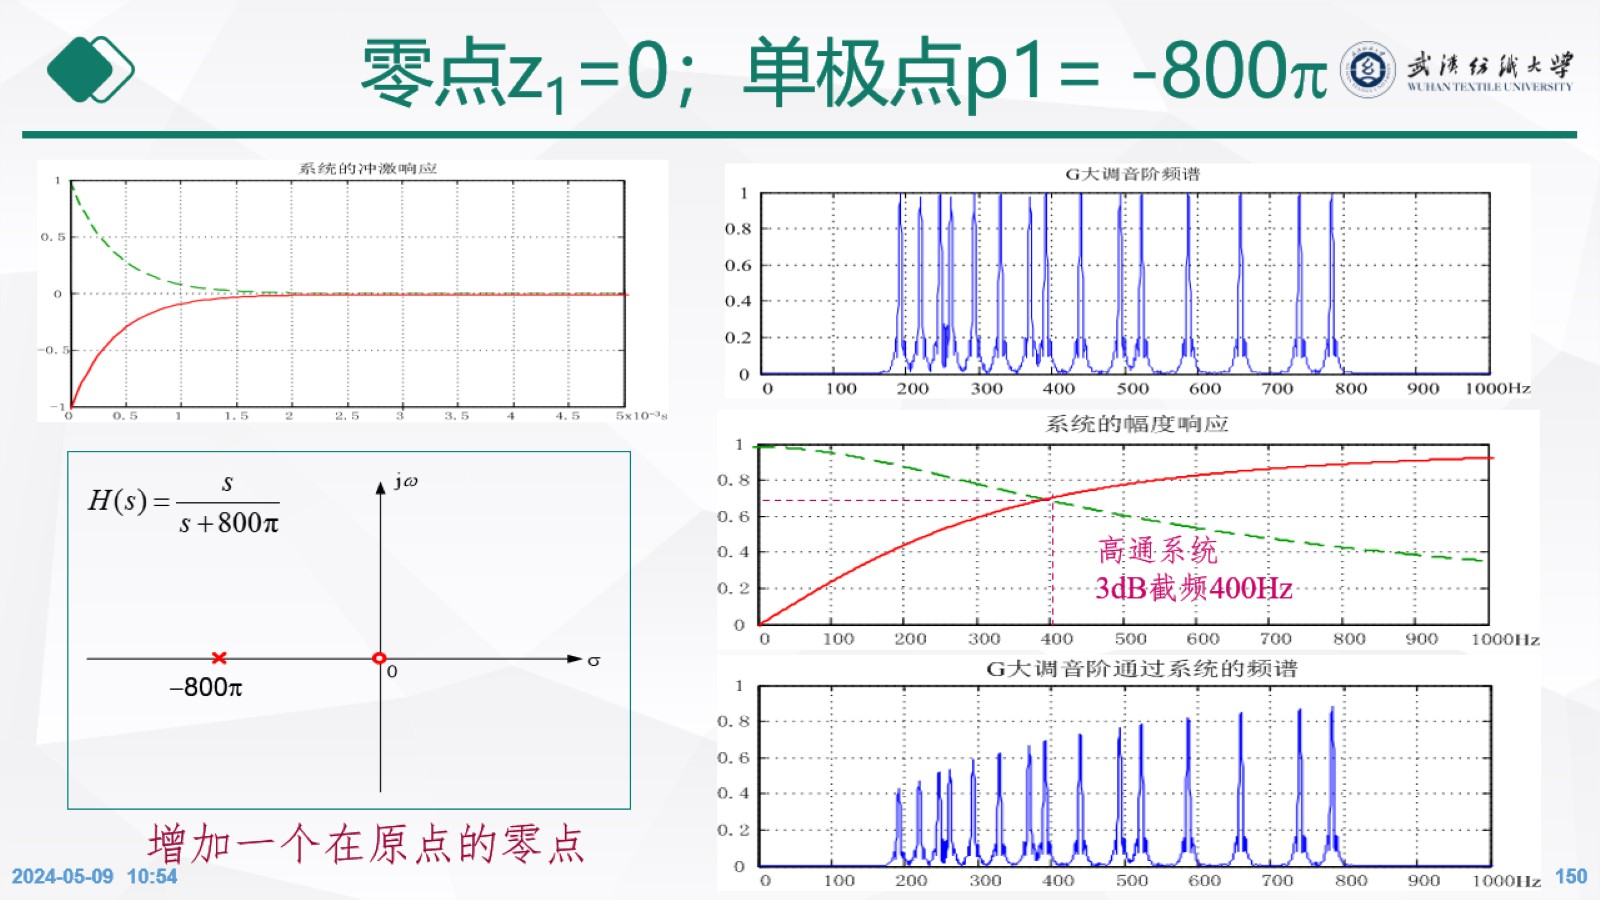 零点z₁=0；单极点p1= -800π
武汉纺织大学
WUHAN TEXTILE UNIVERSITY
系统的冲激响应
1
0.5
0
-0.5
-1
0 0.5 1 1.5 2 2.5 3 3.5 4 4.5 5x10⁻³s
H(s)=s/(s+800π)
jω
σ
0
−800π
增加一个在原点的零点
G大调音阶频谱
1
0.8
0.6
0.4
0.2
0
0 100 200 300 400 500 600 700 800 900 1000Hz
系统的幅度响应
1
0.8
0.6
0.4
0.2
0
高通系统
3dB截频400Hz
0 100 200 300 400 500 600 700 800 900 1000Hz
G大调音阶通过系统的频谱
1
0.8
0.6
0.4
0.2
0
0 100 200 300 400 500 600 700 800 900 1000Hz
2024-05-09 10:54
150